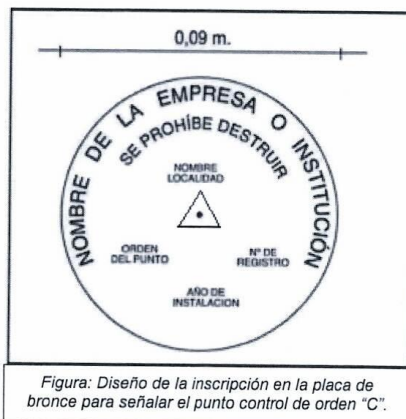 0,09 m.
NOMBRE DE LA EMPRESA O INSTITUCIÓN
SE PROHÍBE DESTRUIR
NOMBRE
LOCALIDAD
ORDEN
DEL PUNTO
Nº DE
REGISTRO
AÑO DE
INSTALACION
Figura: Diseño de la inscripción en la placa de
bronce para señalar el punto control de orden “C”.